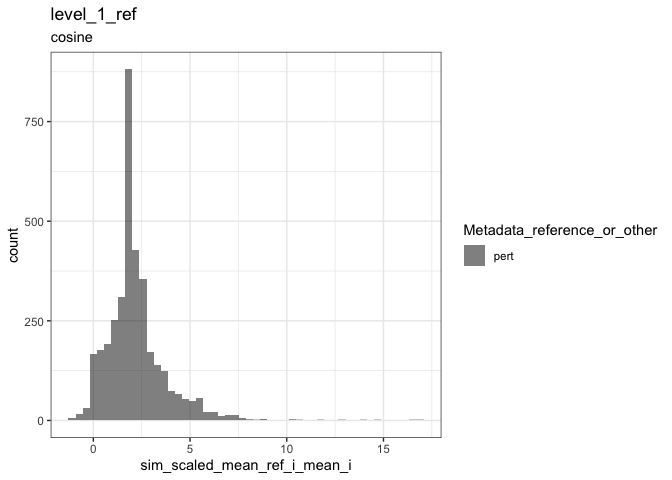 level_1_ref
cosine
750
500
250
0
count
0 5 10 15
sim_scaled_mean_ref_i_mean_i
Metadata_reference_or_other
pert